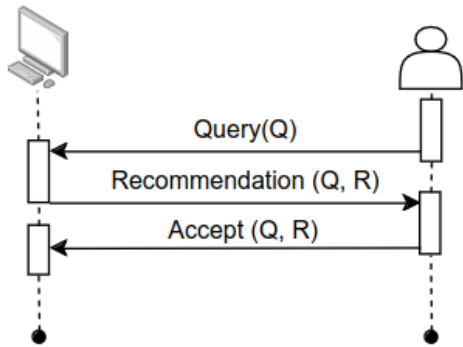 Query(Q)
Recommendation (Q, R)
Accept (Q, R)